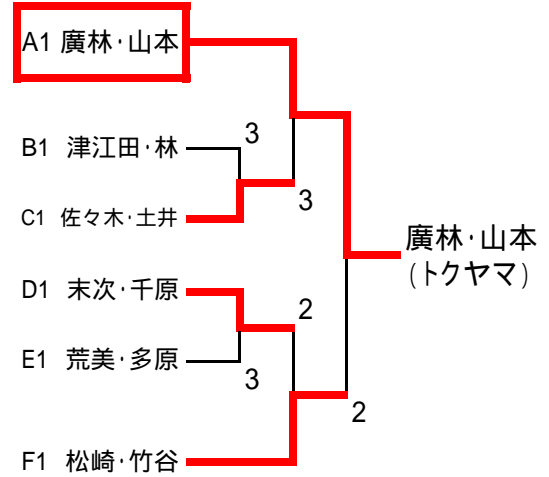 A1 廣林・山本
3
B1 津江田・林
C1 佐々木・土井
3
廣林・山本
(トクヤマ)
D1 末次・千原
2
E1 荒美・多原
3
2
F1 松崎・竹谷